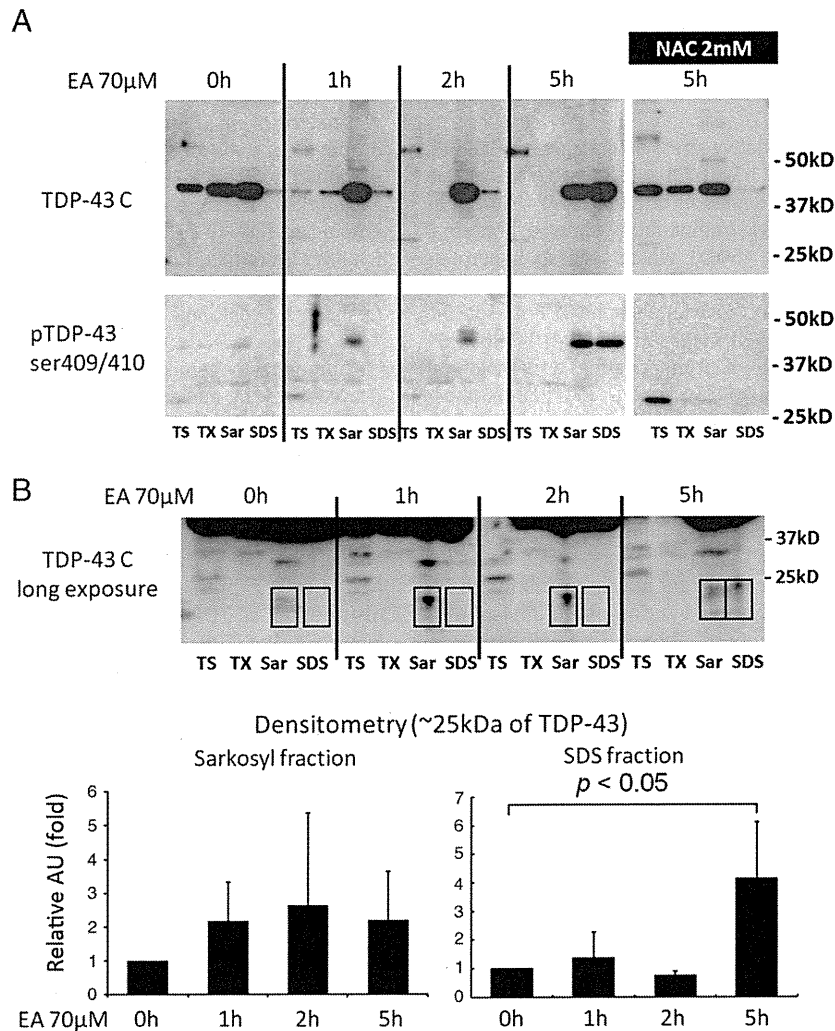 A
NAC 2mM
EA 70µM 0h 1h 2h 5h 5h
TDP-43 C
- 50kD
- 37kD
- 25kD
pTDP-43
ser409/410
- 50kD
- 37kD
- 25kD
TS TX Sar SDS TS TX Sar SDS TS TX Sar SDS TS TX Sar SDS TS TX Sar SDS
B
EA 70µM 0h 1h 2h 5h
TDP-43 C
long exposure
- 37kD
- 25kD
TS TX Sar SDS TS TX Sar SDS TS TX Sar SDS TS TX Sar SDS
Densitometry (~25kDa of TDP-43)
Sarkosyl fraction
SDS fraction
p < 0.05
Relative AU (fold)
6
5
4
3
2
1
0
7
6
5
4
3
2
1
0
EA 70µM 0h 1h 2h 5h 0h 1h 2h 5h